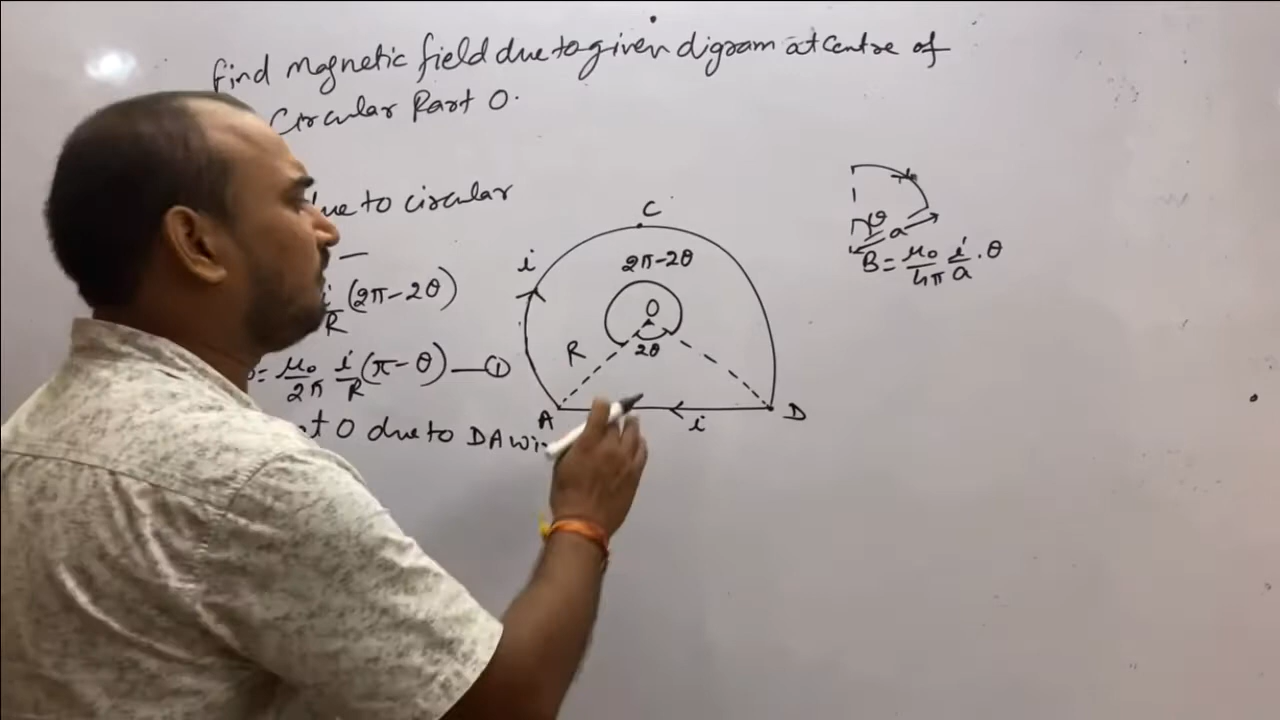 Find Magnetic field due to given digram at Centre of
Circular Part O.
due to circular
i/R (2π-2θ)
= μ₀/2π i/R (π-θ) — ①
at O due to DA wi
C
i
2π-2θ
O
2θ
R
A
i
D
θ
a
B = μ₀/4π i/a . θ